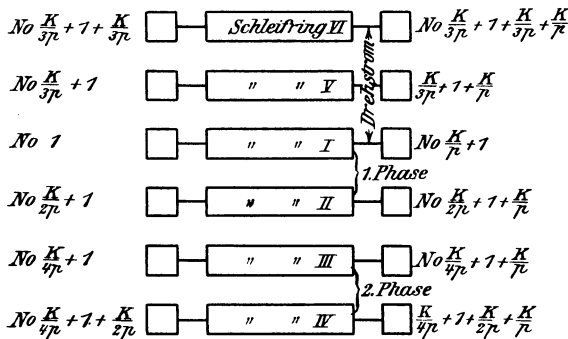 No K/3p + 1 + K/3p Schleifring VI No K/3p + 1 + K/3p + K/p
No K/3p + 1 " " V K/3p + 1 + K/p
Drehstrom
No 1 " " I No K/p + 1
1. Phase
No K/2p + 1 " " II No K/2p + 1 + K/p
No K/4p + 1 " " III No K/4p + 1 + K/p
2. Phase
No K/4p + 1 + K/2p " " IV K/4p + 1 + K/2p + K/p